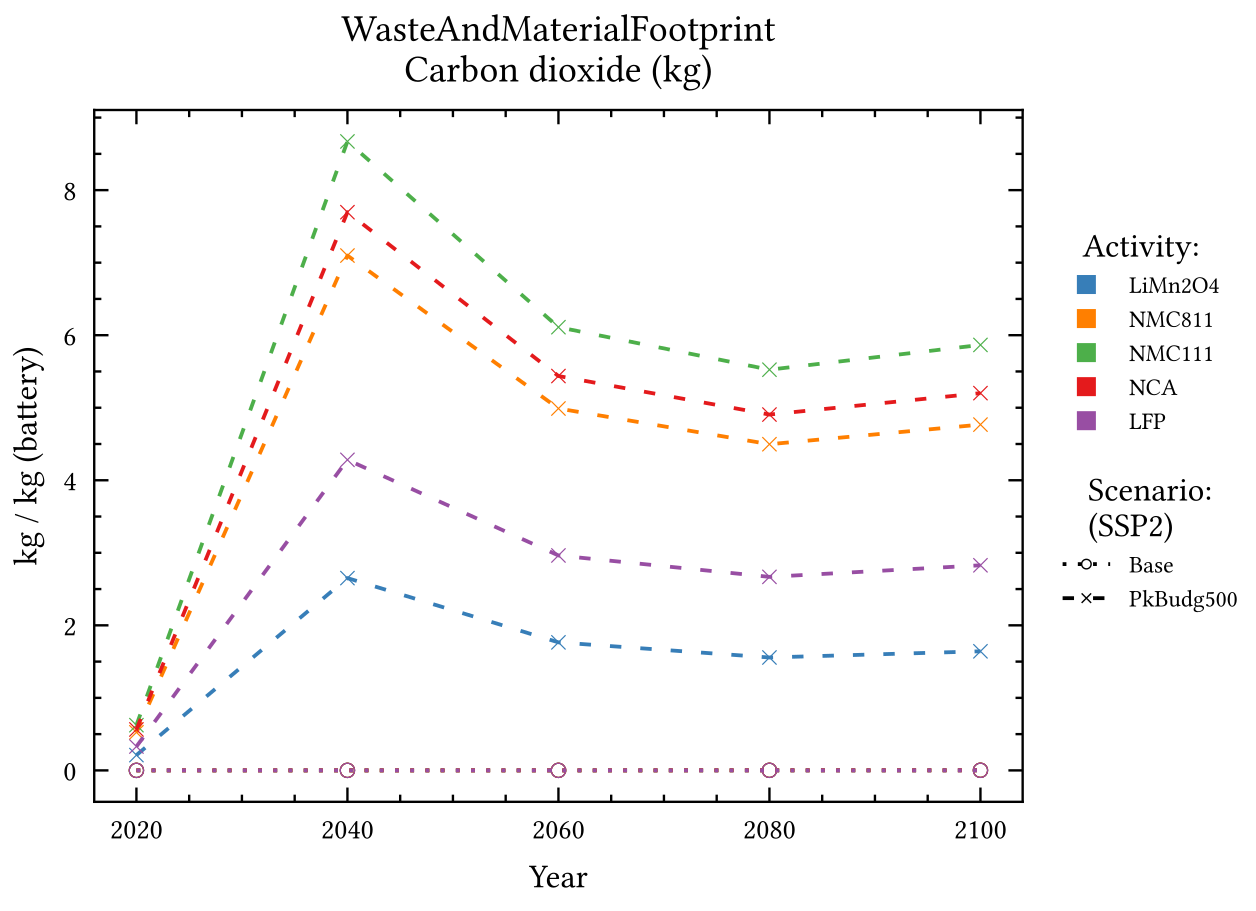 WasteAndMaterialFootprint
Carbon dioxide (kg)
kg / kg (battery)
8
6
4
2
0
2020 2040 2060 2080 2100
Year
Activity:
LiMn2O4
NMC811
NMC111
NCA
LFP
Scenario:
(SSP2)
Base
PkBudg500